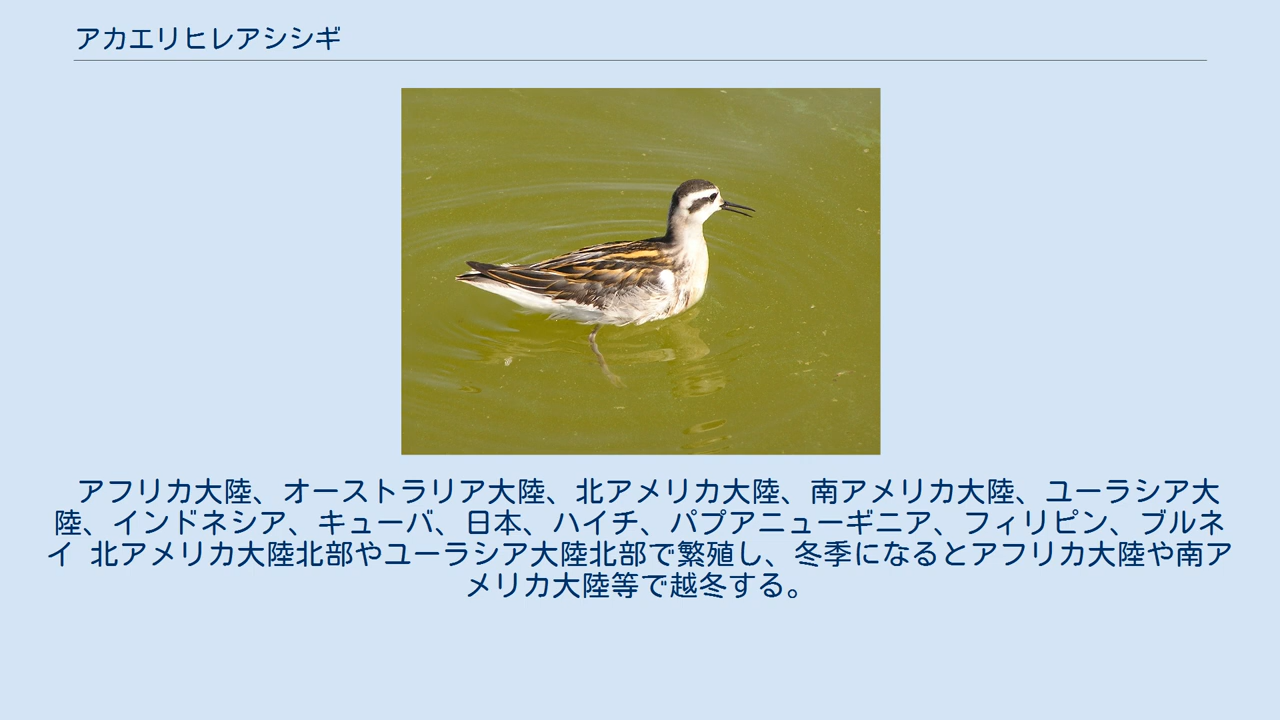 アカエリヒレアシシギ
アフリカ大陸、オーストラリア大陸、北アメリカ大陸、南アメリカ大陸、ユーラシア大
陸、インドネシア、キューバ、日本、ハイチ、パプアニューギニア、フィリピン、ブルネ
イ 北アメリカ大陸北部やユーラシア大陸北部で繁殖し、冬季になるとアフリカ大陸や南ア
メリカ大陸等で越冬する。